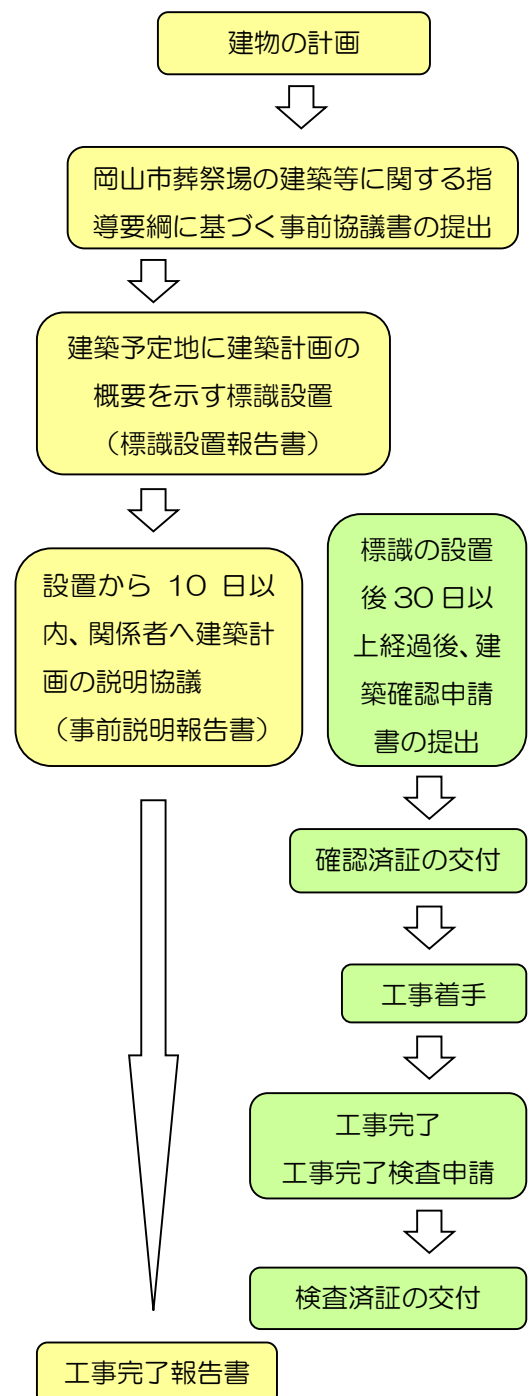 建物の計画
岡山市葬祭場の建築等に関する指
導要綱に基づく事前協議書の提出
建築予定地に建築計画の
概要を示す標識設置
（標識設置報告書）
設置から 10 日以
内、関係者へ建築計
画の説明協議
（事前説明報告書）
標識の設置
後 30 日以
上経過後、建
築確認申請
書の提出
確認済証の交付
工事着手
工事完了
工事完了検査申請
検査済証の交付
工事完了報告書